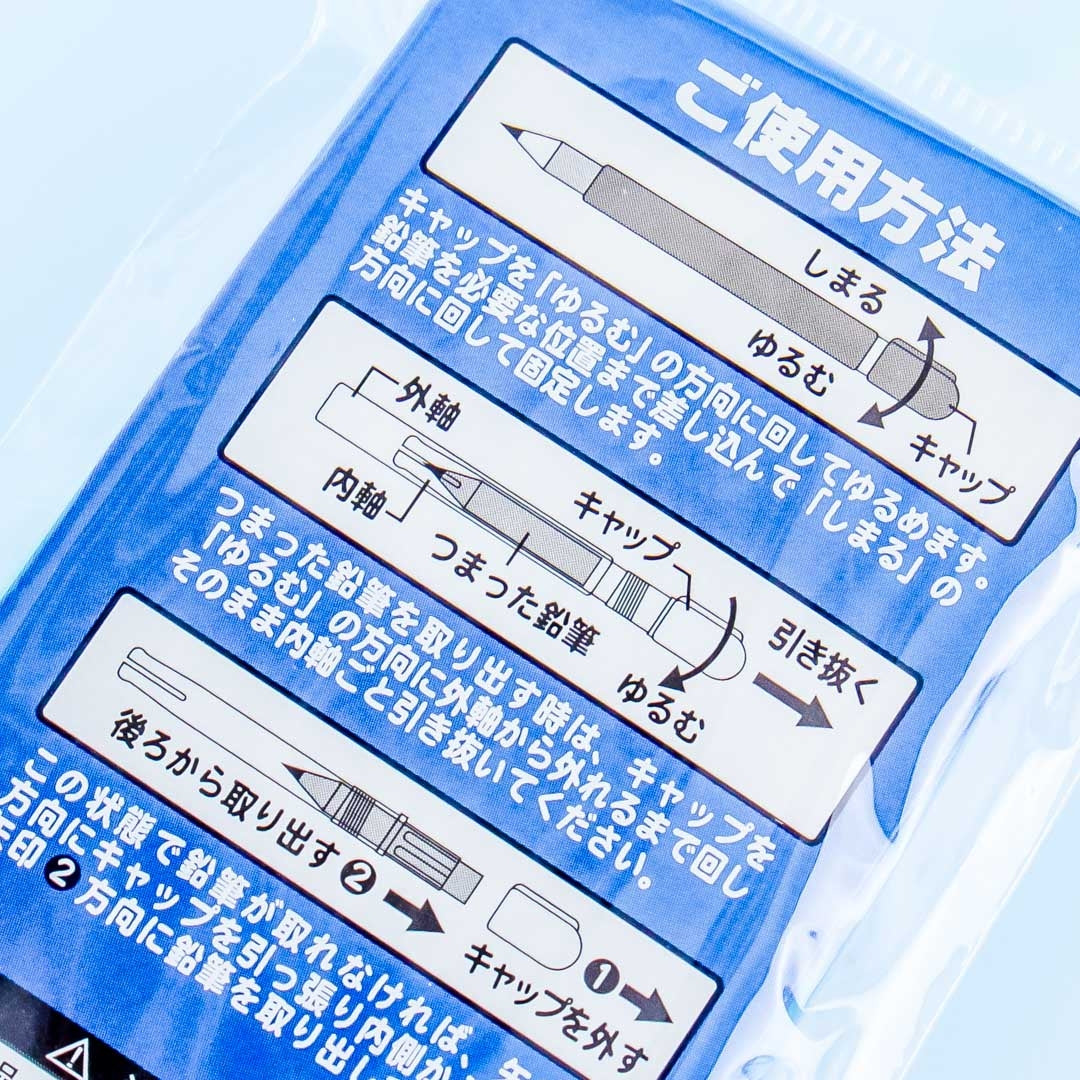 ご使用方法
しまる
ゆるむ
キャップ
キャップを「ゆるむ」の方向に回してゆるめます。
鉛筆を必要な位置まで差し込んで「しまる」の
方向に回して固定します。
外軸
内軸
キャップ
つまった鉛筆
引き抜く
ゆるむ
つまった鉛筆を取り出す時は、キャップを
「ゆるむ」の方向に外軸から外れるまで回し
そのまま内軸ごと引き抜いてください。
後ろから取り出す❷
キャップを外す
❶
この状態で鉛筆が取れなければ、矢
方向にキャップを引っ張り内側か
矢印❷方向に鉛筆を取り出し
品